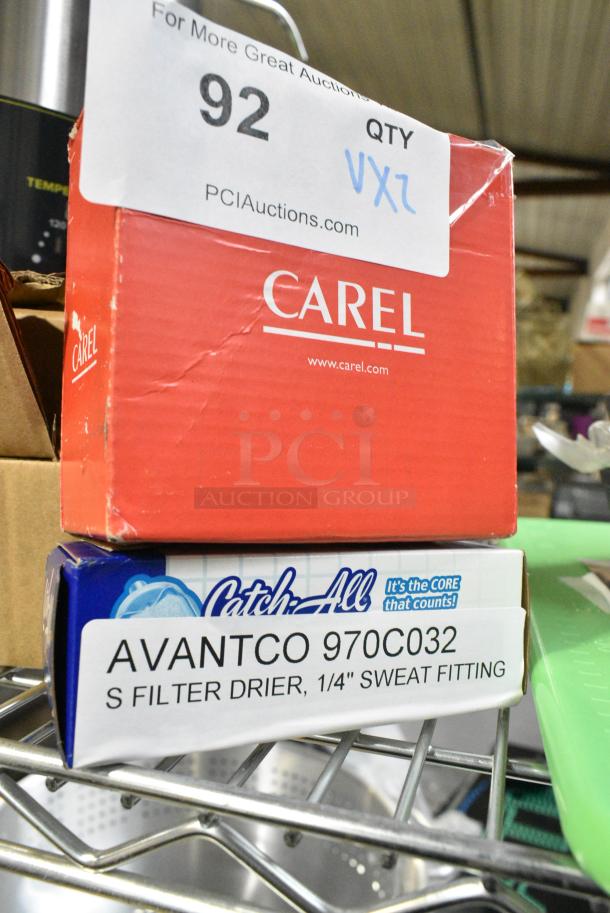 For More Great Auctions
92
QTY
VX2
PCIAuctions.com
TEMPE
CAREL
CAREL
www.carel.com
PCI
AUCTION GROUP
Catch-All
It's the CORE
that counts!
AVANTCO 970C032
S FILTER DRIER, 1/4" SWEAT FITTING